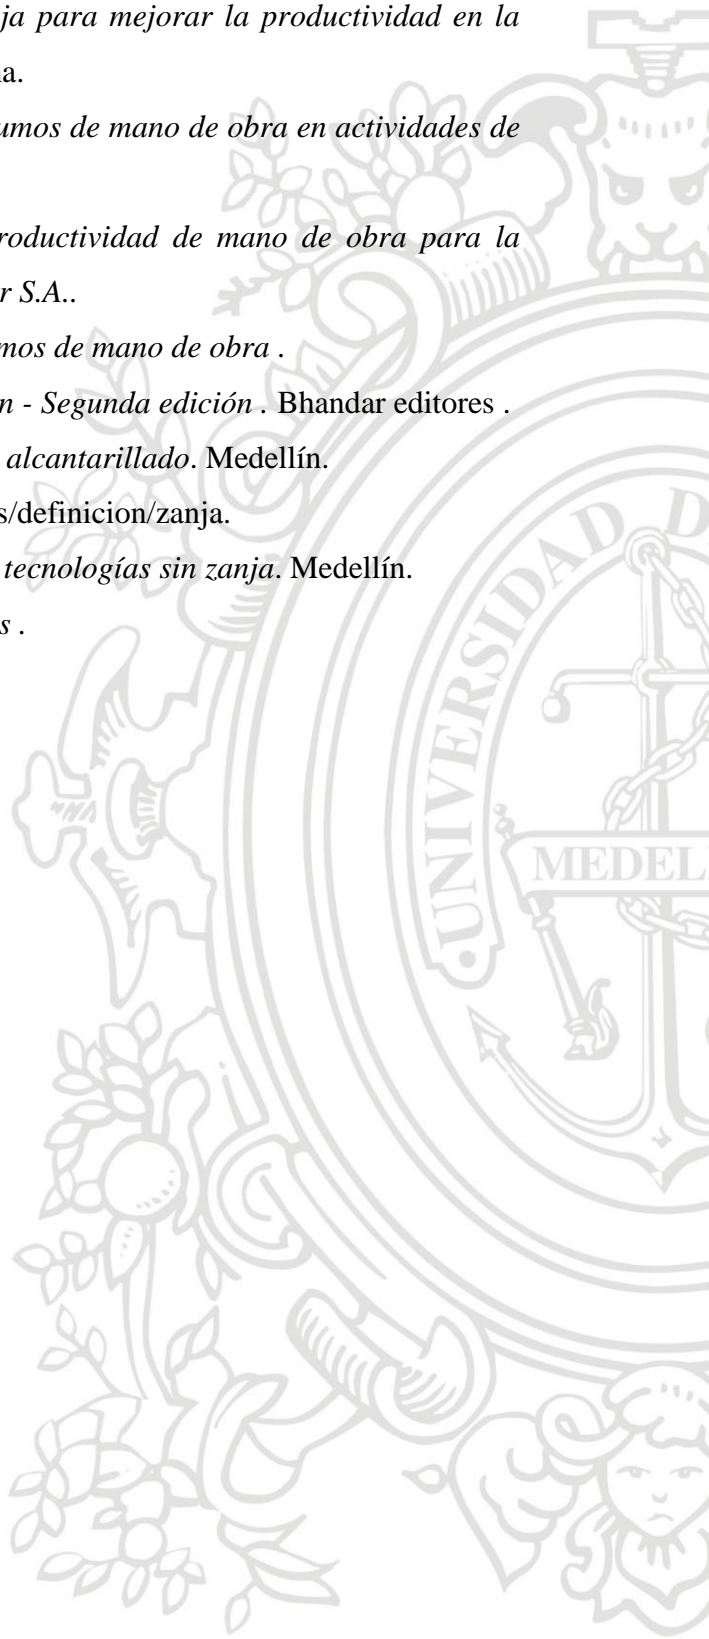 ja para mejorar la productividad en la
na.
umos de mano de obra en actividades de
roductividad de mano de obra para la
r S.A..
mos de mano de obra .
n - Segunda edición . Bhandar editores .
alcantarillado. Medellín.
s/definicion/zanja.
tecnologías sin zanja. Medellín.
s .
UNIVERSIDAD D
MEDEL